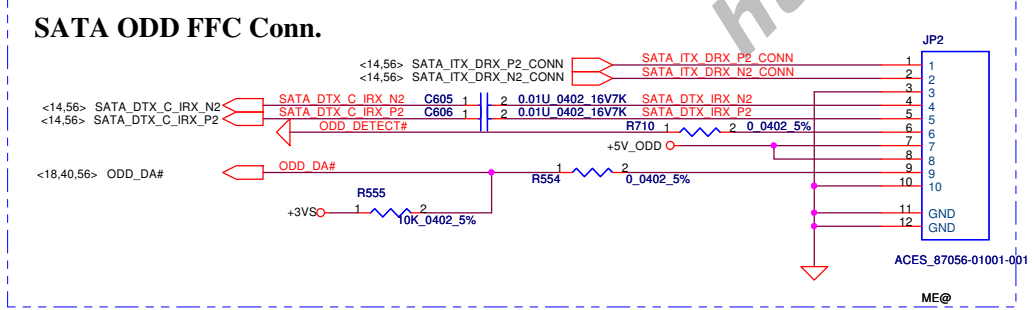 SATA ODD FFC Conn.
JP2
<14,56> SATA_ITX_DRX_P2_CONN SATA_ITX_DRX_P2_CONN 1 1
<14,56> SATA_ITX_DRX_N2_CONN SATA_ITX_DRX_N2_CONN 2 2
3 3
<14,56> SATA_DTX_C_IRX_N2 SATA_DTX_C_IRX_N2 C605 1 2 0.01U_0402_16V7K SATA_DTX_IRX_N2 4 4
<14,56> SATA_DTX_C_IRX_P2 SATA_DTX_C_IRX_P2 C606 1 2 0.01U_0402_16V7K SATA_DTX_IRX_P2 5 5
ODD_DETECT# R710 1 2 0_0402_5% 6 6
+5V_ODD 7 7
8 8
<18,40,56> ODD_DA# ODD_DA# R554 1 2 0_0402_5% 9 9
10 10
R555
+3VS 1 2 10K_0402_5%
11 GND
12 GND
ACES_87056-01001-001
ME@